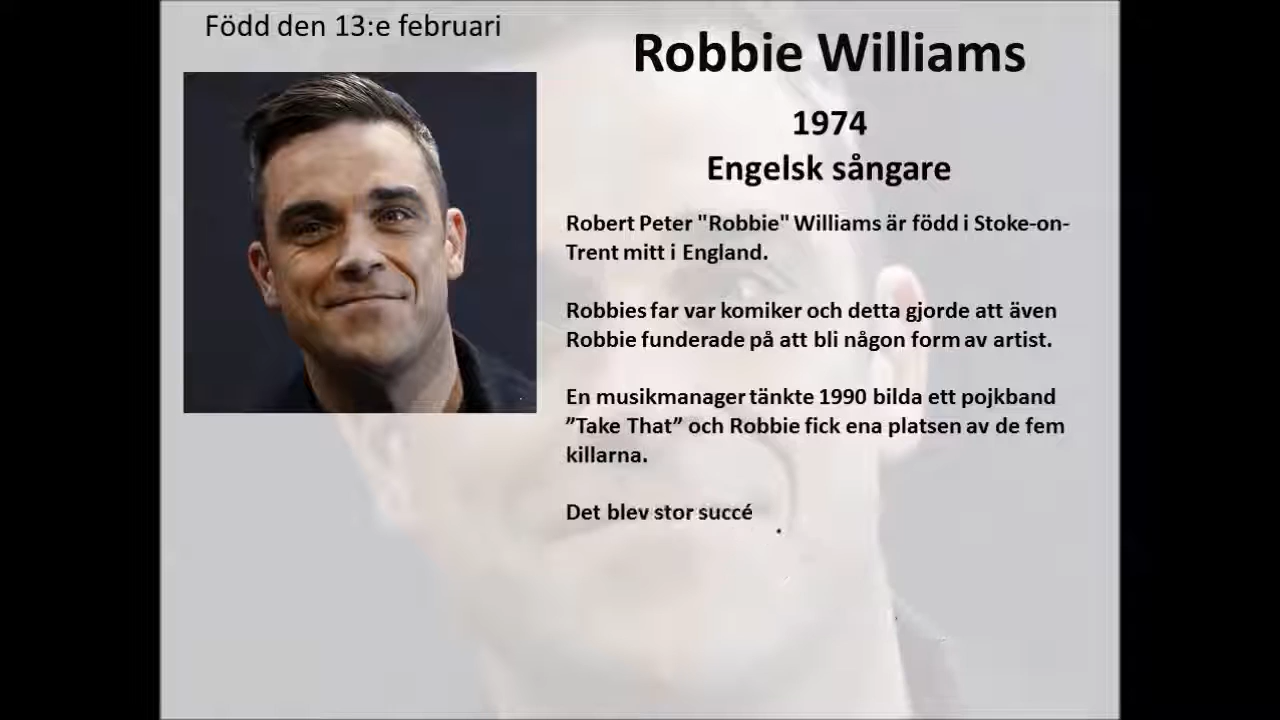 Född den 13:e februari
Robbie Williams
1974
Engelsk sångare
Robert Peter "Robbie" Williams är född i Stoke-on-
Trent mitt i England.
Robbies far var komiker och detta gjorde att även
Robbie funderade på att bli någon form av artist.
En musikmanager tänkte 1990 bilda ett pojkband
”Take That” och Robbie fick ena platsen av de fem
killarna.
Det blev stor succé